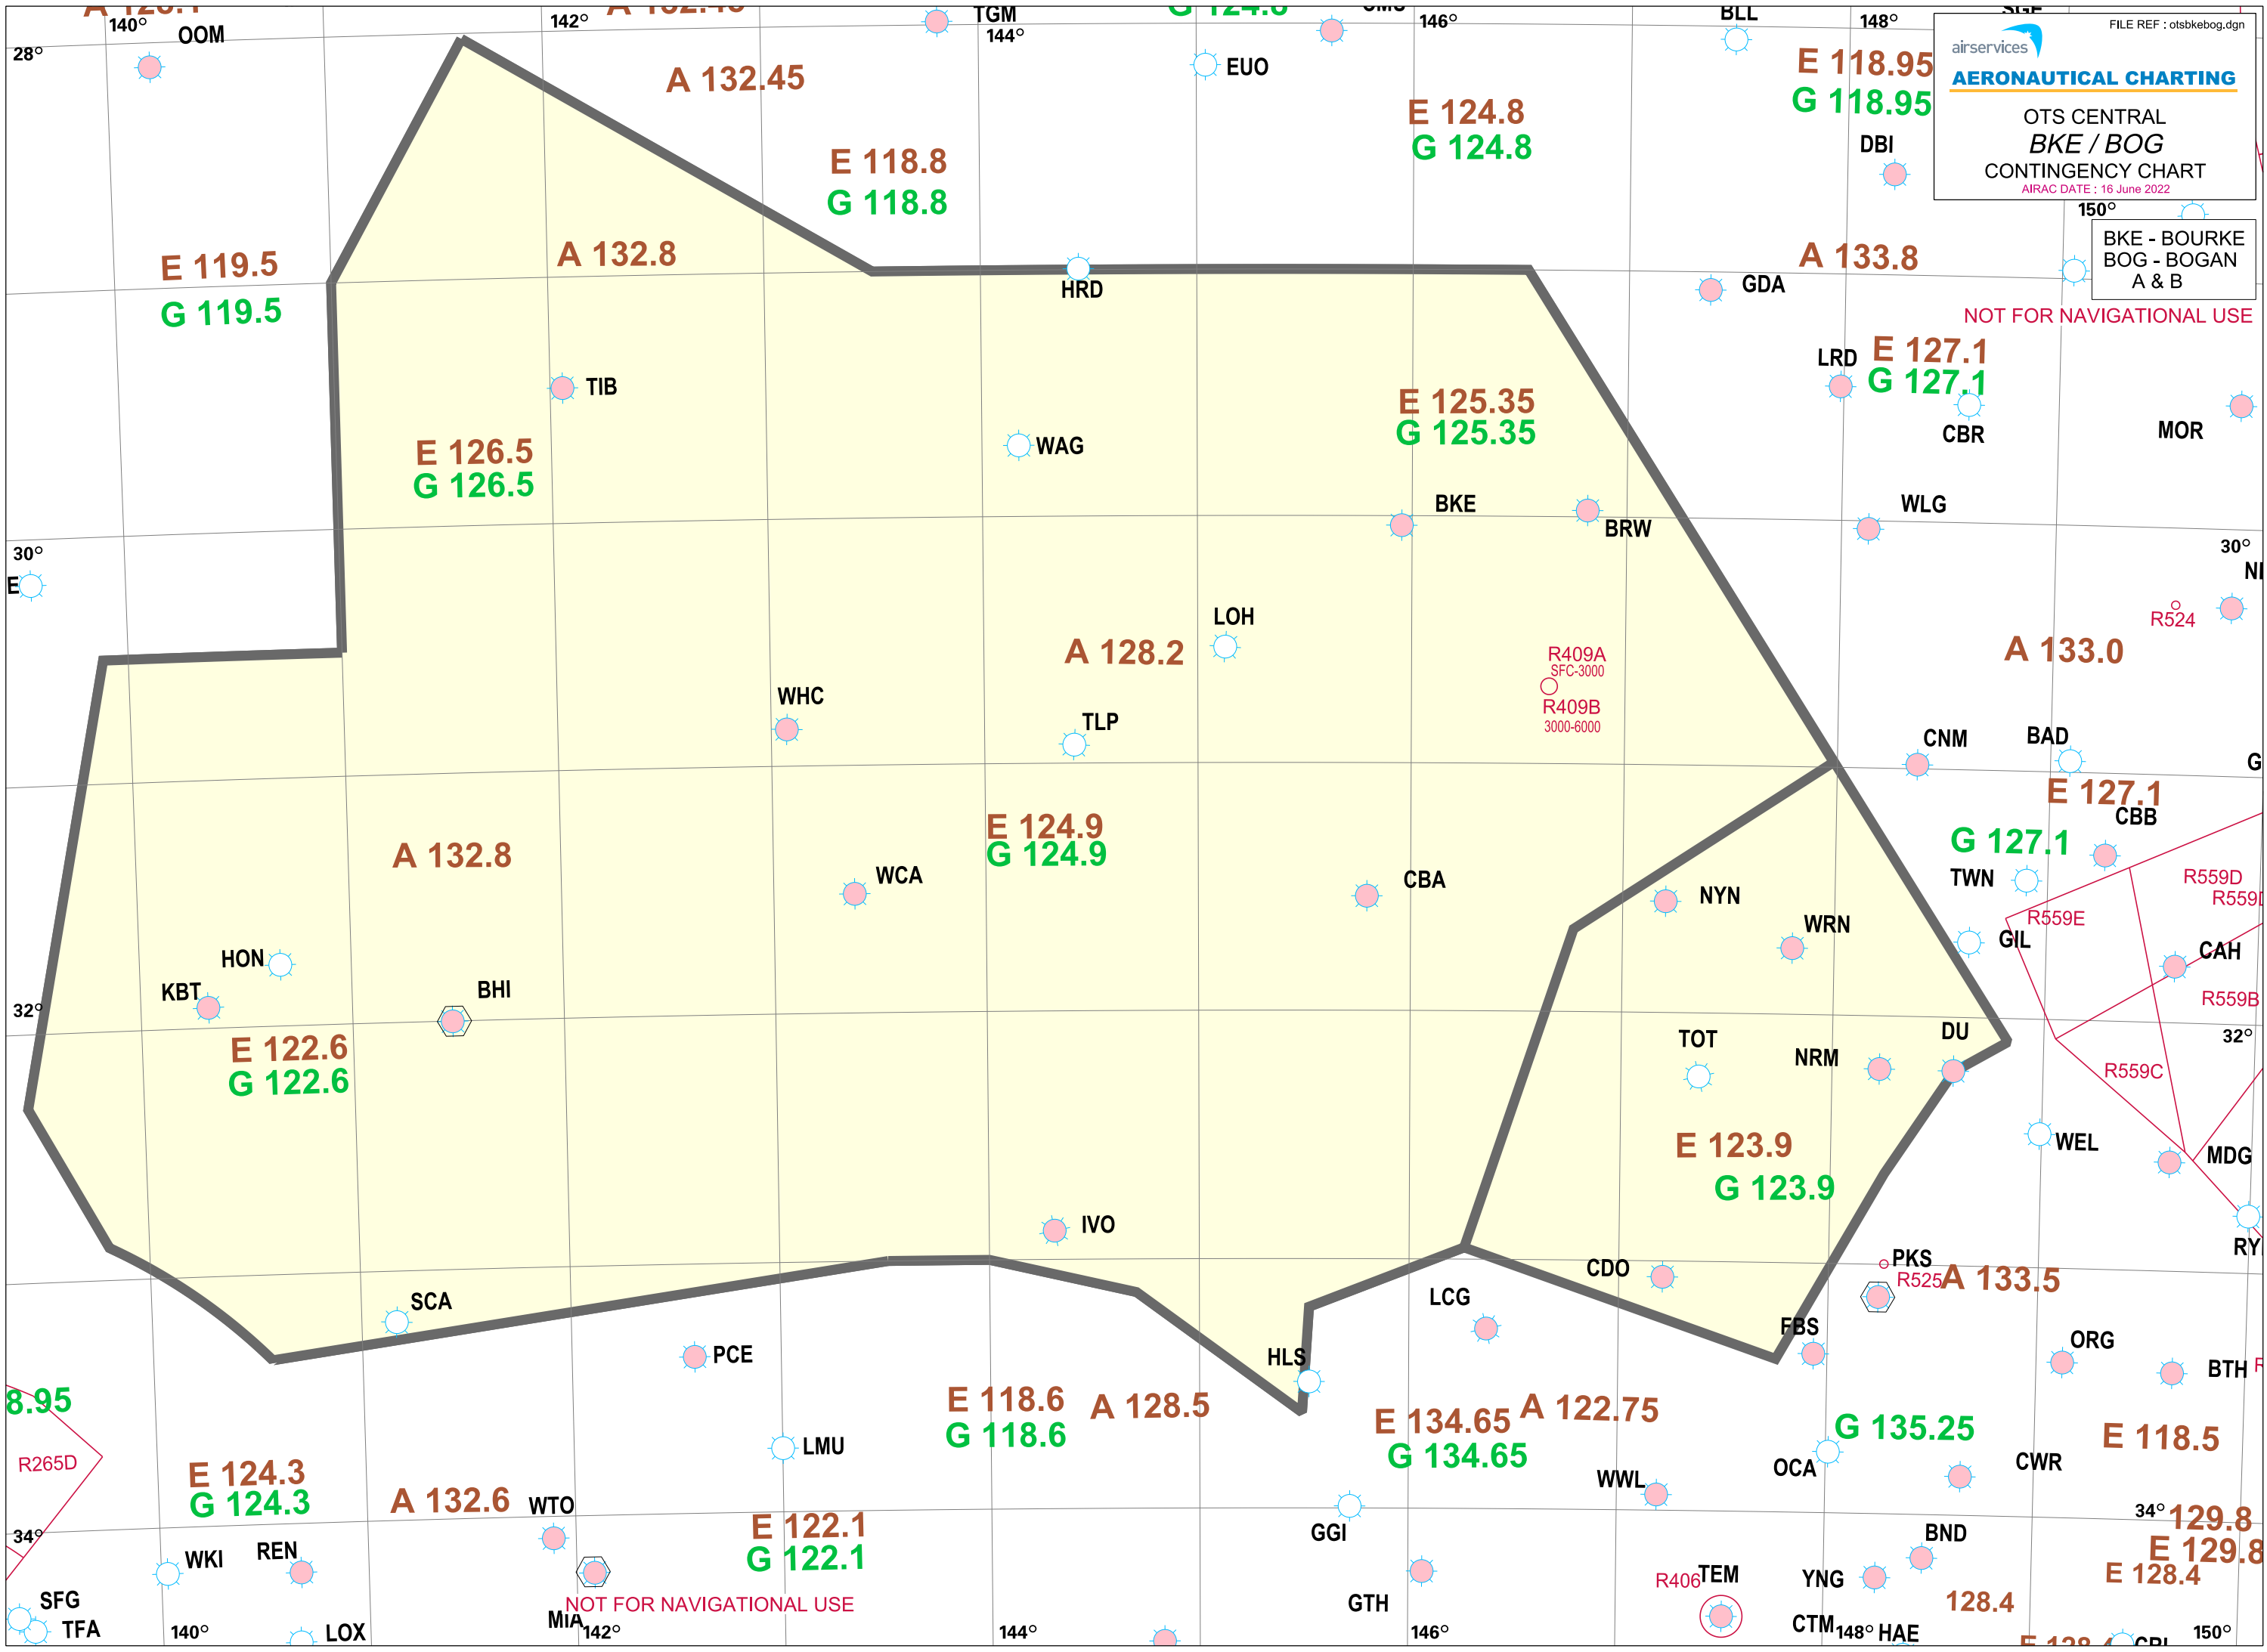 140°
OOM
28°
142°
TGM
144°
EUO
146°
BLL
148°
FILE REF : otsbkebog.dgn
airservices
AERONAUTICAL CHARTING
OTS CENTRAL
BKE / BOG
CONTINGENCY CHART
AIRAC DATE : 16 June 2022
150°
BKE - BOURKE
BOG - BOGAN
A & B
NOT FOR NAVIGATIONAL USE
A 132.45
E 118.8
G 118.8
E 124.8
G 124.8
E 118.95
G 118.95
DBI
E 119.5
G 119.5
A 132.8
HRD
GDA
A 133.8
LRD
E 127.1
G 127.1
CBR
MOR
TIB
E 126.5
G 126.5
WAG
E 125.35
G 125.35
BKE
BRW
WLG
30°
30°
E
NI
R524
LOH
A 128.2
R409A
SFC-3000
R409B
3000-6000
A 133.0
WHC
TLP
CNM
BAD
G
E 127.1
CBB
G 127.1
TWN
R559D
R559E
GIL
CAH
R559B
R559C
A 132.8
E 124.9
G 124.9
WCA
CBA
NYN
WRN
HON
KBT
BHI
32°
32°
E 122.6
G 122.6
TOT
NRM
DU
WEL
MDG
RY
E 123.9
G 123.9
IVO
CDO
PKS
R525
A 133.5
SCA
PCE
LCG
HLS
FBS
ORG
BTH
8.95
R265D
E 118.6
G 118.6
A 128.5
E 134.65
G 134.65
A 122.75
G 135.25
E 118.5
LMU
OCA
CWR
WWL
E 124.3
G 124.3
A 132.6
WTO
E 122.1
G 122.1
GGI
34°
34°
129.8
E 129.8
BND
E 128.4
WKI
REN
SFG
TFA
LOX
NOT FOR NAVIGATIONAL USE
MIA
GTH
R406
TEM
YNG
128.4
CTM
HAE
140°
142°
144°
146°
148°
150°